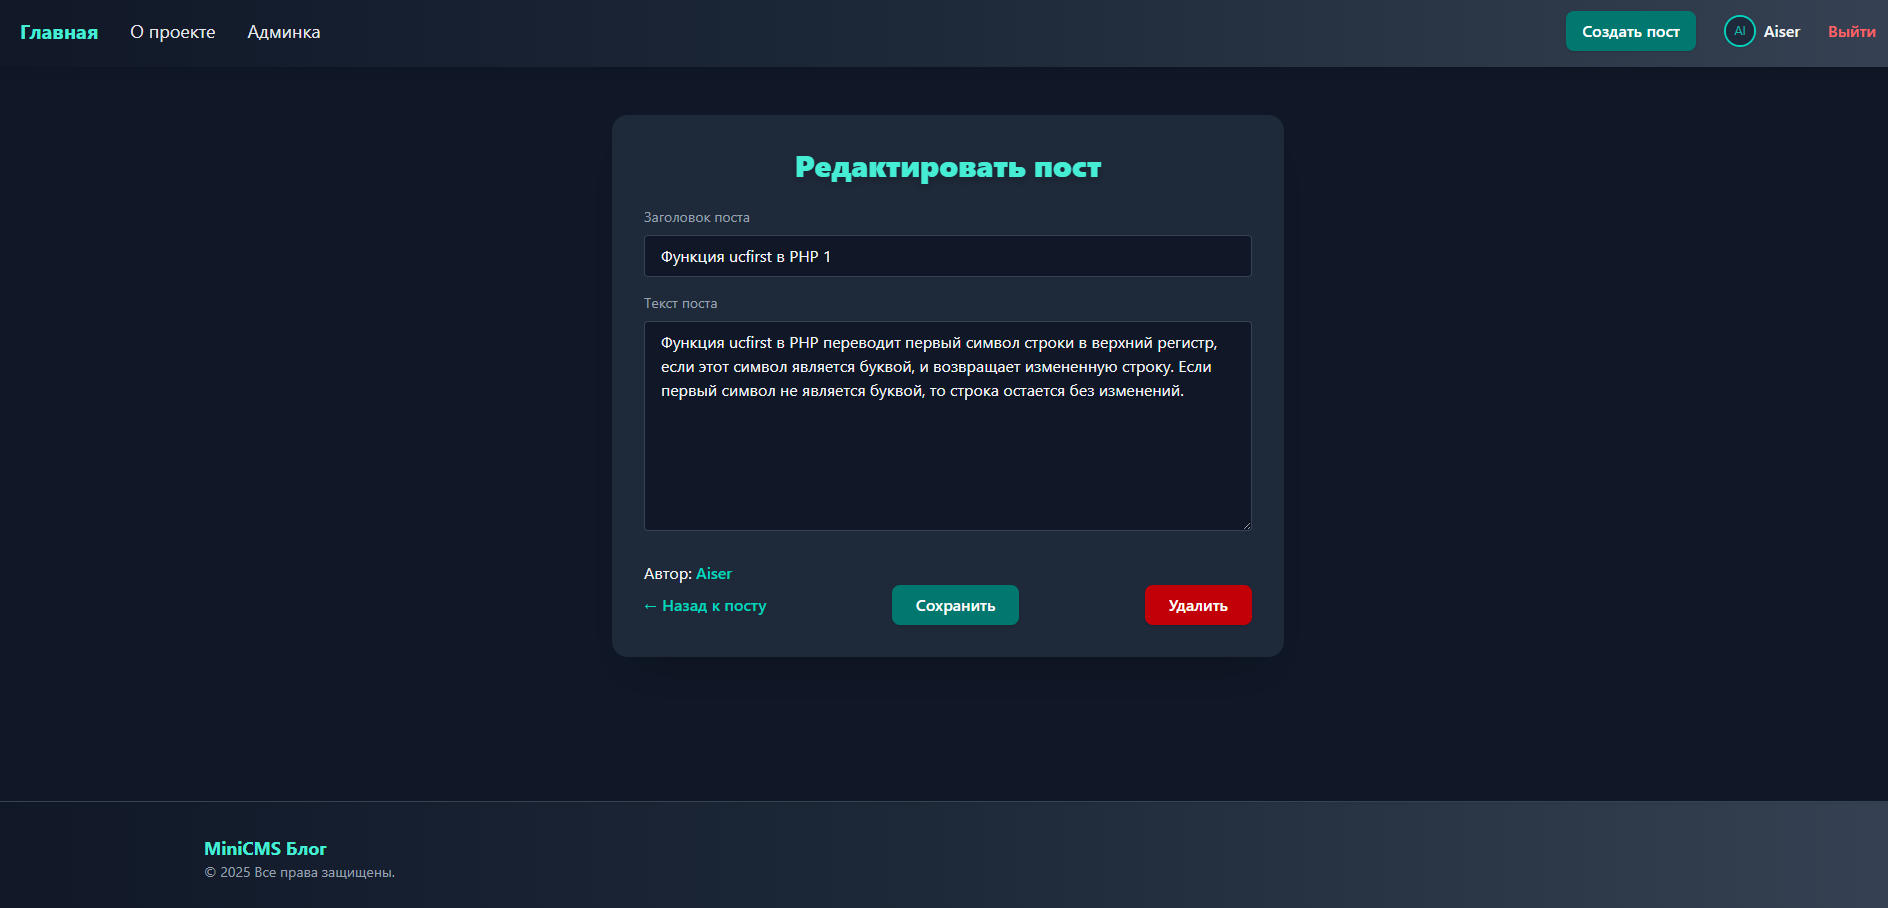 Главная
О проекте
Админка
Создать пост
AI
Aiser
Выйти
Редактировать пост
Заголовок поста
Функция ucfirst в PHP 1
Текст поста
Функция ucfirst в PHP переводит первый символ строки в верхний регистр,
если этот символ является буквой, и возвращает измененную строку. Если
первый символ не является буквой, то строка остается без изменений.
Автор: Aiser
← Назад к посту
Сохранить
Удалить
MiniCMS Блог
© 2025 Все права защищены.